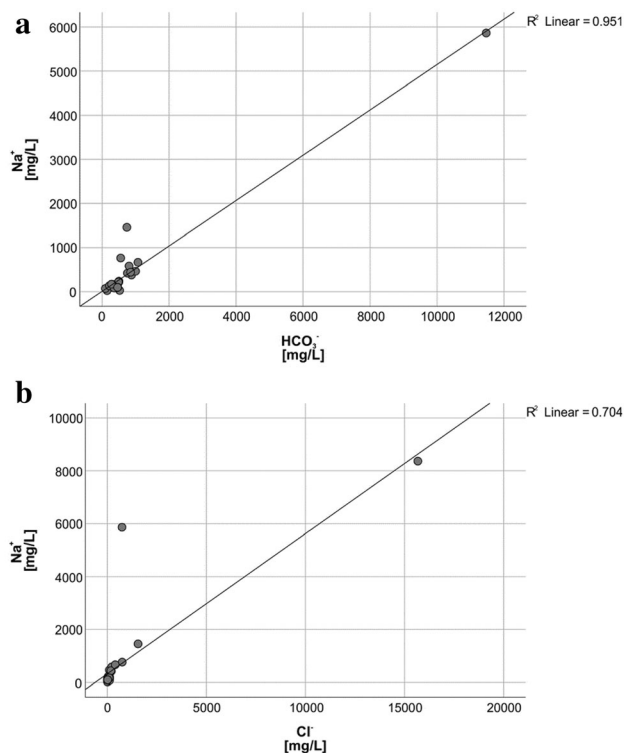 a
R² Linear = 0.951
6000
5000
4000
3000
2000
1000
0
Na⁺
[mg/L]
0 2000 4000 6000 8000 10000 12000
HCO₃⁻
[mg/L]
b
R² Linear = 0.704
10000
8000
6000
4000
2000
0
Na⁺
[mg/L]
0 5000 10000 15000 20000
Cl⁻
[mg/L]